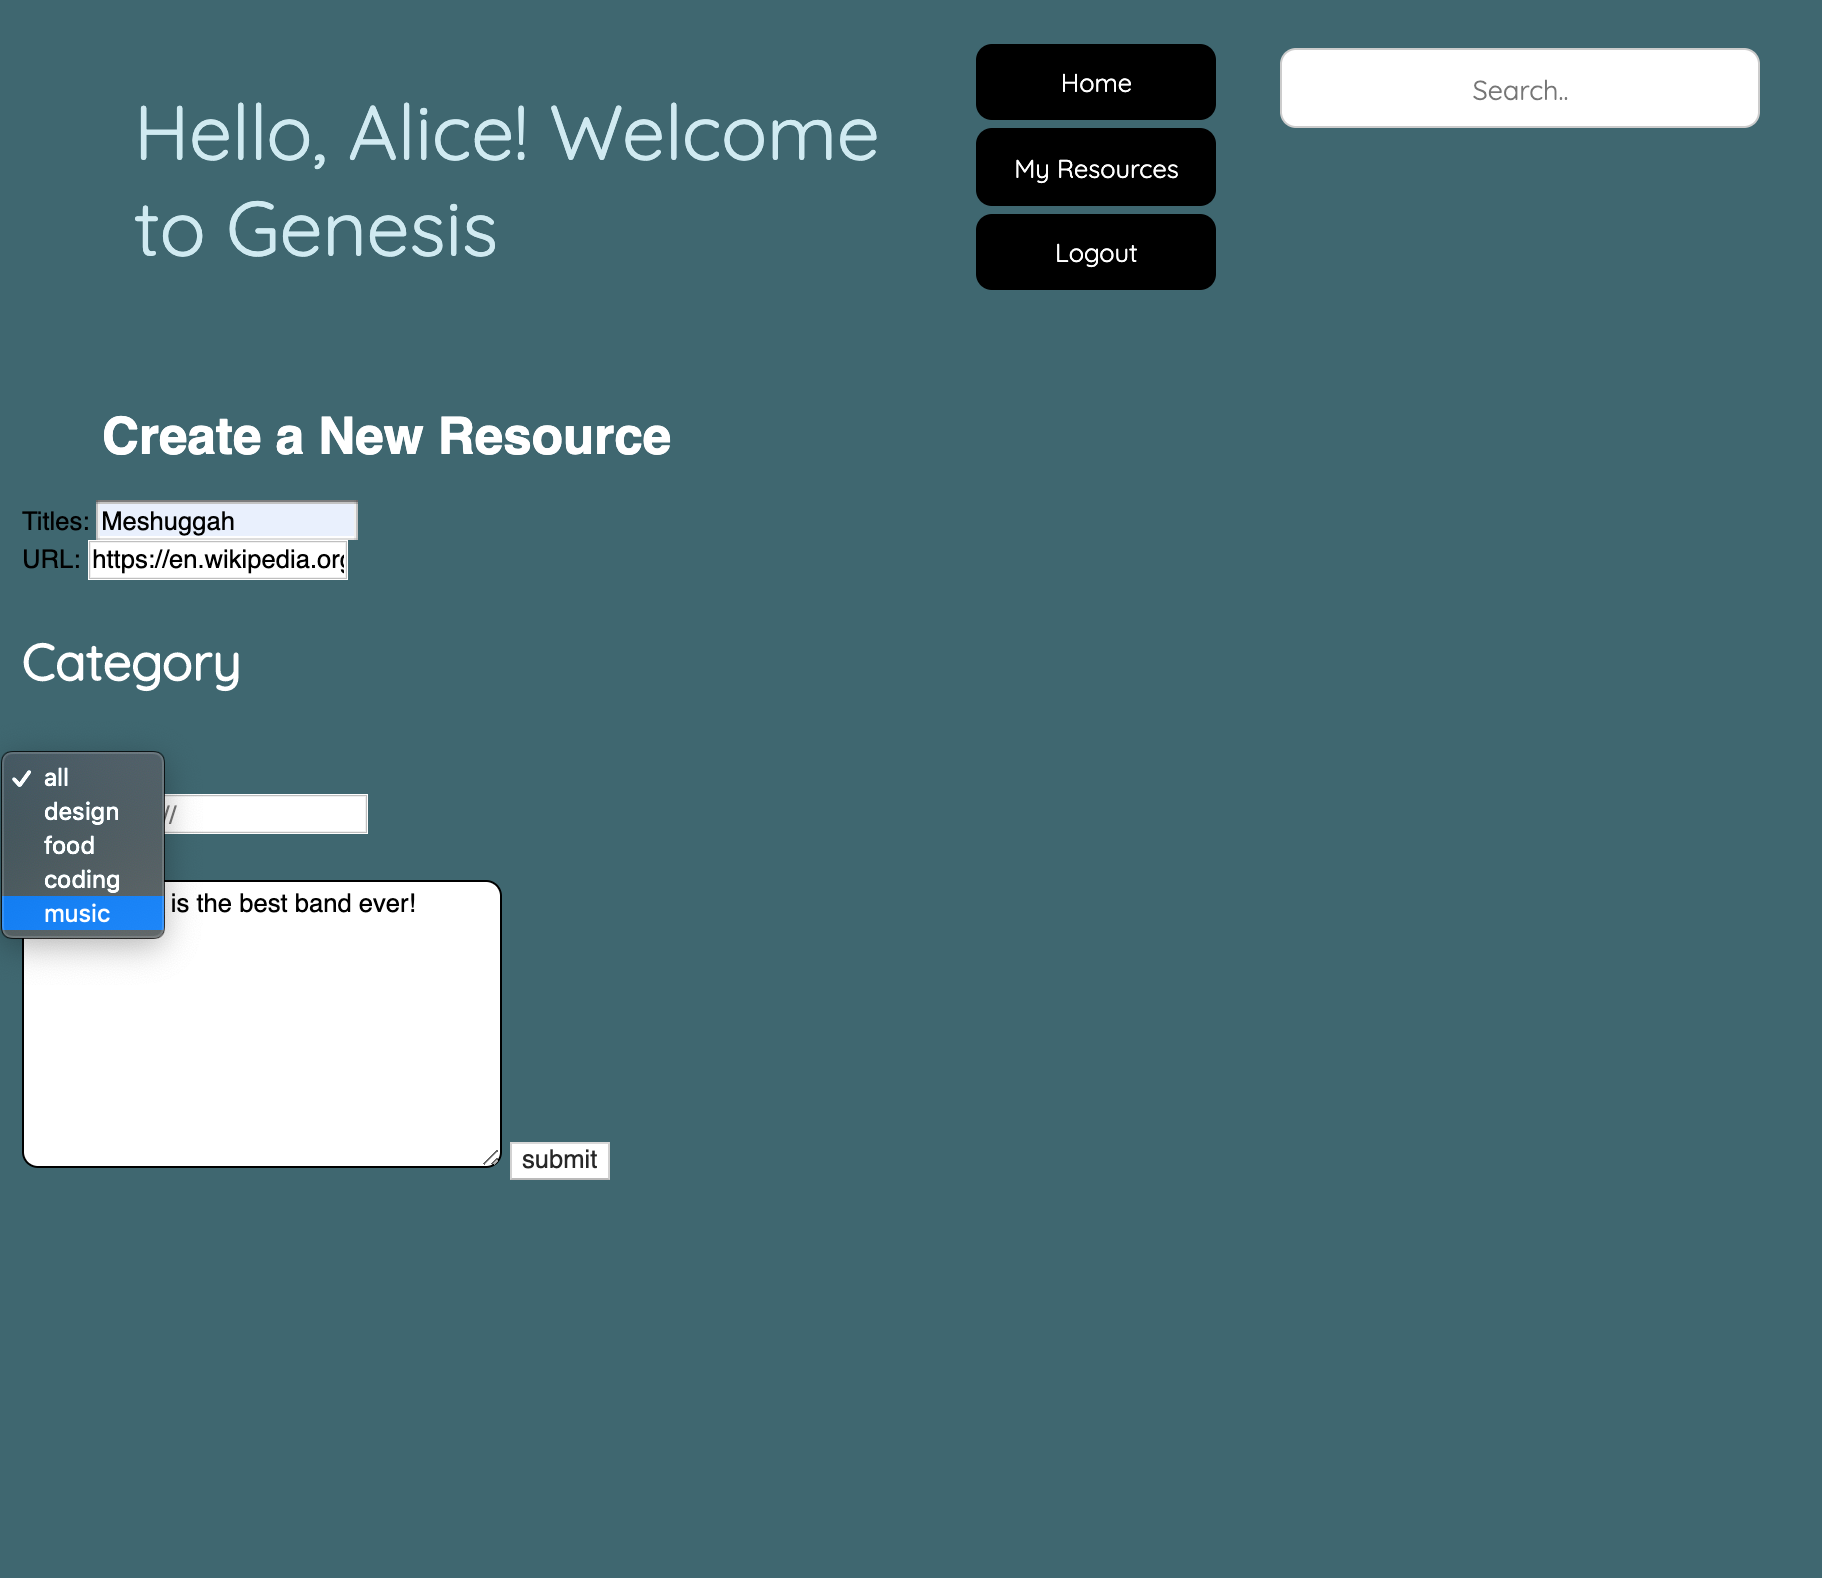 Hello, Alice! Welcome
to Genesis
Home
My Resources
Logout
Search..
Create a New Resource
Titles: Meshuggah
URL: https://en.wikipedia.org
Category
all
design
food
coding
music
//
is the best band ever!
submit